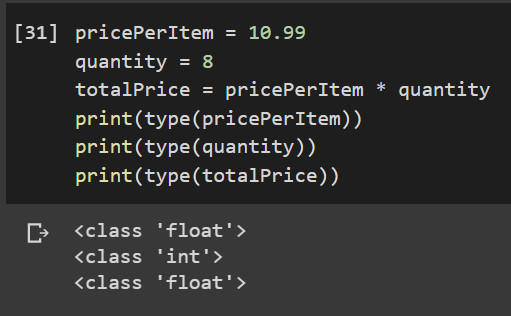 [31] pricePerItem = 10.99
quantity = 8
totalPrice = pricePerItem * quantity
print(type(pricePerItem))
print(type(quantity))
print(type(totalPrice))
<class 'float'>
<class 'int'>
<class 'float'>